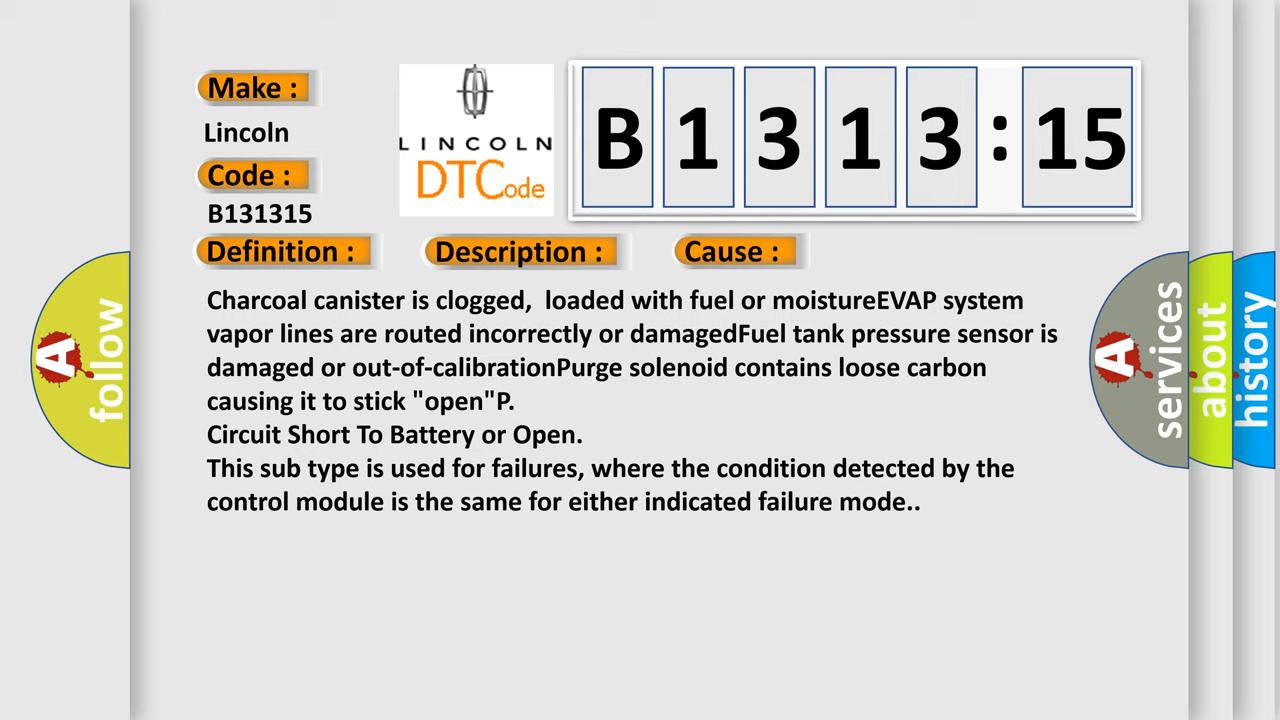 Make :
Lincoln
Code :
B131315
LINCOLN
DTCode
B1313:15
Definition :
Description :
Cause :
Charcoal canister is clogged,  loaded with fuel or moistureEVAP system
vapor lines are routed incorrectly or damagedFuel tank pressure sensor is
damaged or out-of-calibrationPurge solenoid contains loose carbon
causing it to stick "open"P.
Circuit Short To Battery or Open.
This sub type is used for failures, where the condition detected by the
control module is the same for either indicated failure mode..
A follow
A services
about
history